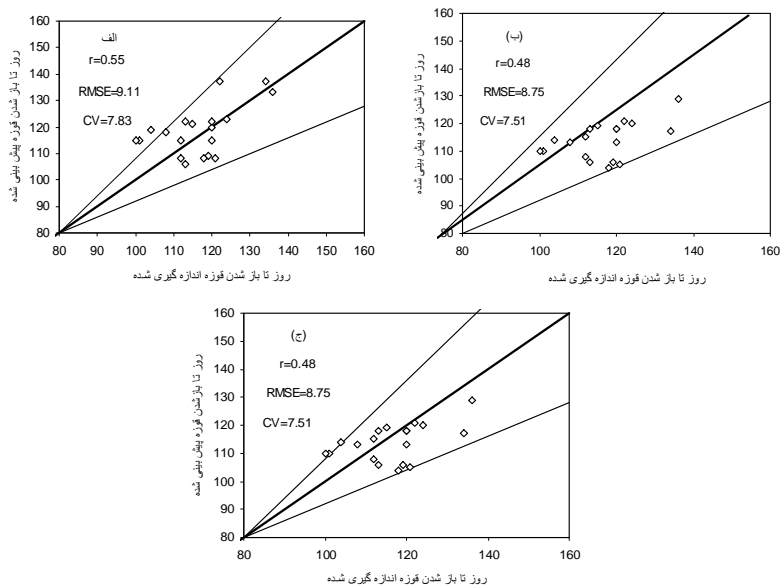 الف
r=0.55
RMSE=9.11
CV=7.83
روز تا باز شدن قوزه پیش بینی شده
160
150
140
130
120
110
100
90
80
80 90 100 110 120 130 140 150 160
روز تا باز شدن قوزه اندازه گیری شده
(ب)
r=0.48
RMSE=8.75
CV=7.51
روز تا بازشدن قوزه پیش بینی شده
160
150
140
130
120
110
100
90
80
80 100 120 140 160
روز تا باز شدن قوزه اندازه گیری شده
(ج)
r=0.48
RMSE=8.75
CV=7.51
روز تا بازشدن قوزه پیش بینی شده
160
150
140
130
120
110
100
90
80
80 100 120 140 160
روز تا باز شدن قوزه اندازه گیری شده